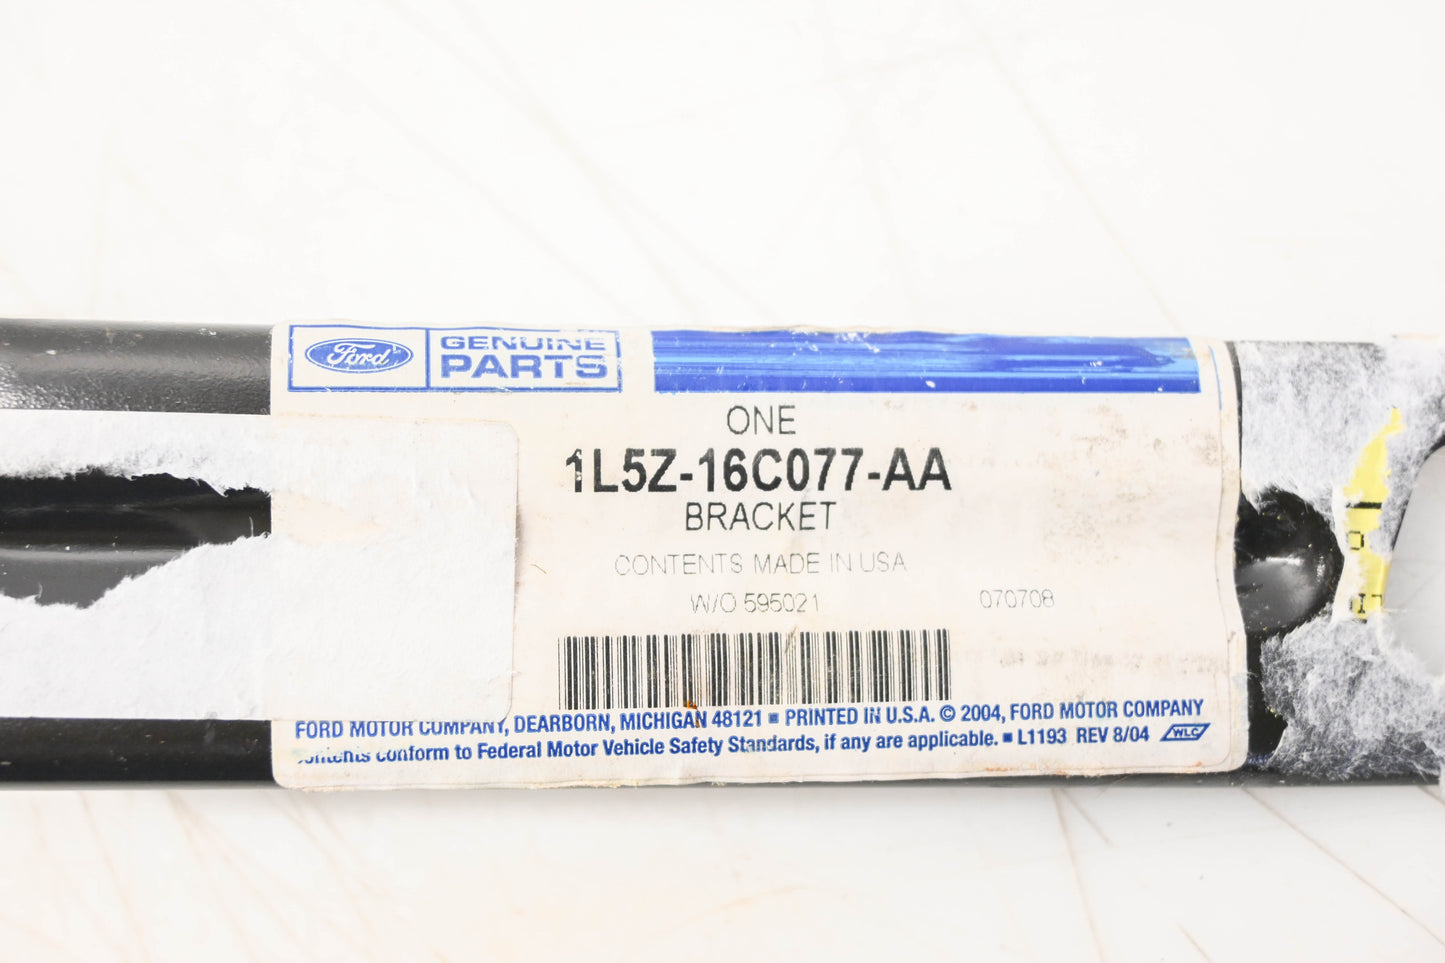 Ford GENUINE
PARTS
ONE
1L5Z-16C077-AA
BRACKET
CONTENTS MADE IN USA
W/O 595021 070708
FORD MOTOR COMPANY, DEARBORN, MICHIGAN 48121 ▪ PRINTED IN U.S.A. © 2004, FORD MOTOR COMPANY
Contents conform to Federal Motor Vehicle Safety Standards, if any are applicable. ▪ L1193 REV 8/04 WLC